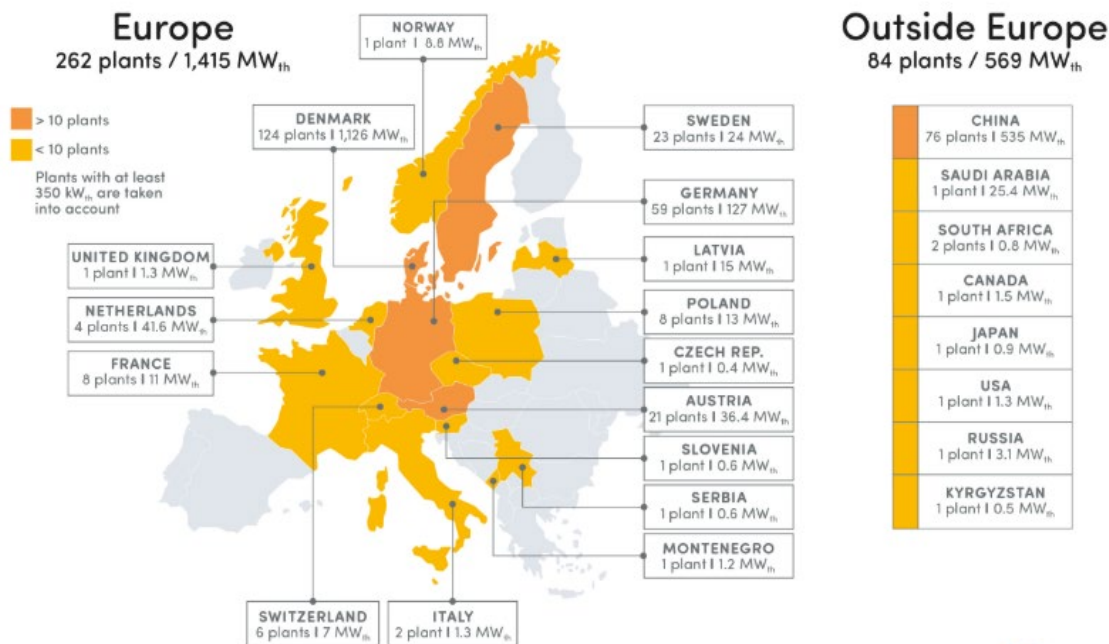 Europe
262 plants / 1,415 MWth
> 10 plants
< 10 plants
Plants with at least
350 kWth are taken
into account
NORWAY
1 plant I 8.8 MWth
DENMARK
124 plants I 1,126 MWth
SWEDEN
23 plants I 24 MWth
GERMANY
59 plants I 127 MWth
UNITED KINGDOM
1 plant I 1.3 MWth
LATVIA
1 plant I 15 MWth
NETHERLANDS
4 plants I 41.6 MWth
POLAND
8 plants I 13 MWth
FRANCE
8 plants I 11 MWth
CZECH REP.
1 plant I 0.4 MWth
AUSTRIA
21 plants I 36.4 MWth
SLOVENIA
1 plant I 0.6 MWth
SERBIA
1 plant I 0.6 MWth
MONTENEGRO
1 plant I 1.2 MWth
SWITZERLAND
6 plants I 7 MWth
ITALY
2 plant I 1.3 MWth
Outside Europe
84 plants / 569 MWth
CHINA
76 plants I 535 MWth
SAUDI ARABIA
1 plant I 25.4 MWth
SOUTH AFRICA
2 plants I 0.8 MWth
CANADA
1 plant I 1.5 MWth
JAPAN
1 plant I 0.9 MWth
USA
1 plant I 1.3 MWth
RUSSIA
1 plant I 3.1 MWth
KYRGYZSTAN
1 plant I 0.5 MWth